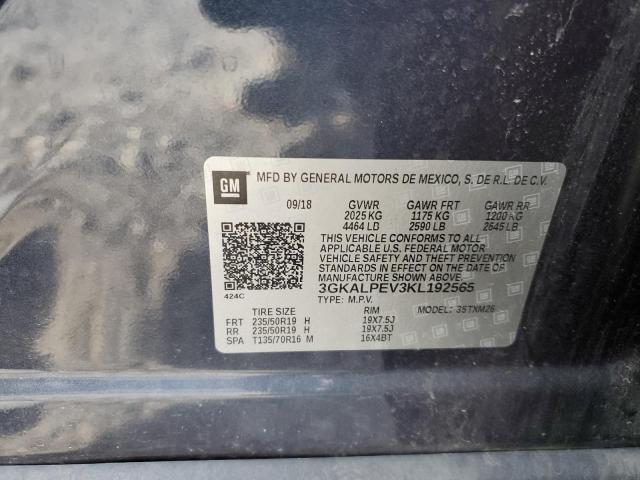 GM
MFD BY GENERAL MOTORS DE MEXICO, S. DE R.L. DE C.V.
09/18 GVWR GAWR FRT GAWR RR
2025 KG 1175 KG 1200 KG
4464 LB 2590 LB 2645 LB
THIS VEHICLE CONFORMS TO ALL
APPLICABLE U.S. FEDERAL MOTOR
VEHICLE SAFETY AND THEFT PREVENTION
STANDARDS IN EFFECT ON THE DATE OF
MANUFACTURE SHOWN ABOVE.
424C 3GKALPEV3KL192565
TYPE: M.P.V. MODEL: 3STXM26
TIRE SIZE RIM
FRT 235/50R19 H 19X7.5J
RR 235/50R19 H 19X7.5J
SPA T135/70R16 M 16X4BT